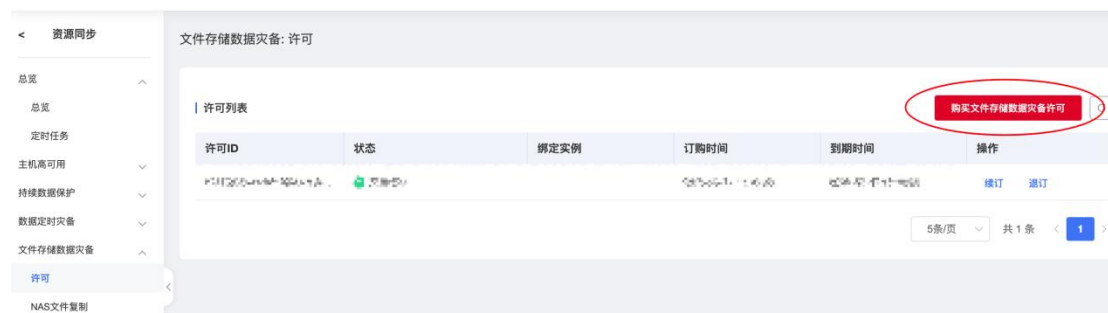 < 资源同步
文件存储数据灾备: 许可
总览
总览
定时任务
主机高可用
持续数据保护
数据定时灾备
文件存储数据灾备
许可
NAS文件复制
许可列表
购买文件存储数据灾备许可
许可ID 状态 绑定实例 订购时间 到期时间 操作
续订 退订
5条/页 共 1 条 < 1 >